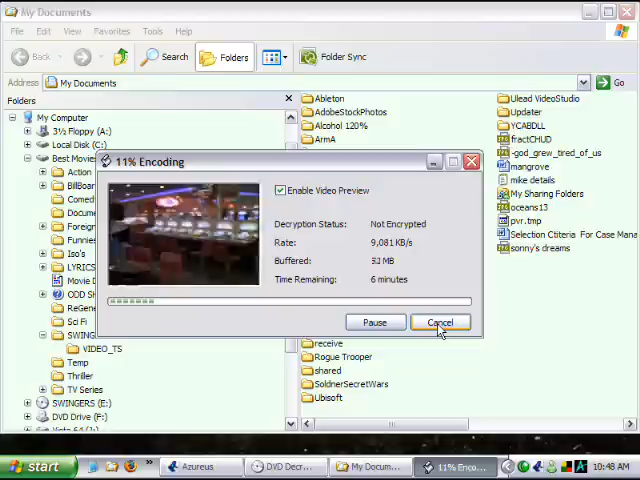 My Documents
File Edit View Favorites Tools Help
Back Search Folders Folder Sync
Address My Documents Go
Folders
My Computer
3½ Floppy (A:)
Local Disk (C:)
Best Movies
Action
BillBoar
Comed
Docume
Foreign
Funnies
Iso's
LYRICS
Movie D
ODD SH
ReGene
Sci Fi
SWING
VIDEO_TS
Temp
Thriller
TV Series
SWINGERS (E:)
DVD Drive (F:)
Ableton
AdobeStockPhotos
Alcohol 120%
ArmA
receive
Rogue Trooper
shared
SoldnerSecretWars
Ubisoft
Ulead VideoStudio
Updater
YCABDLL
fractCHUD
-god_grew_tired_of_us
mangrove
mike details
My Sharing Folders
oceans13
pvr.tmp
Selection Ctiteria For Case Mana
sonny's dreams
11% Encoding
Enable Video Preview
Decryption Status: Not Encrypted
Rate: 9,081 KB/s
Buffered: 32 MB
Time Remaining: 6 minutes
Pause Cancel
start Azureus DVD Decr... My Docum... 11% Enco... 10:48 AM